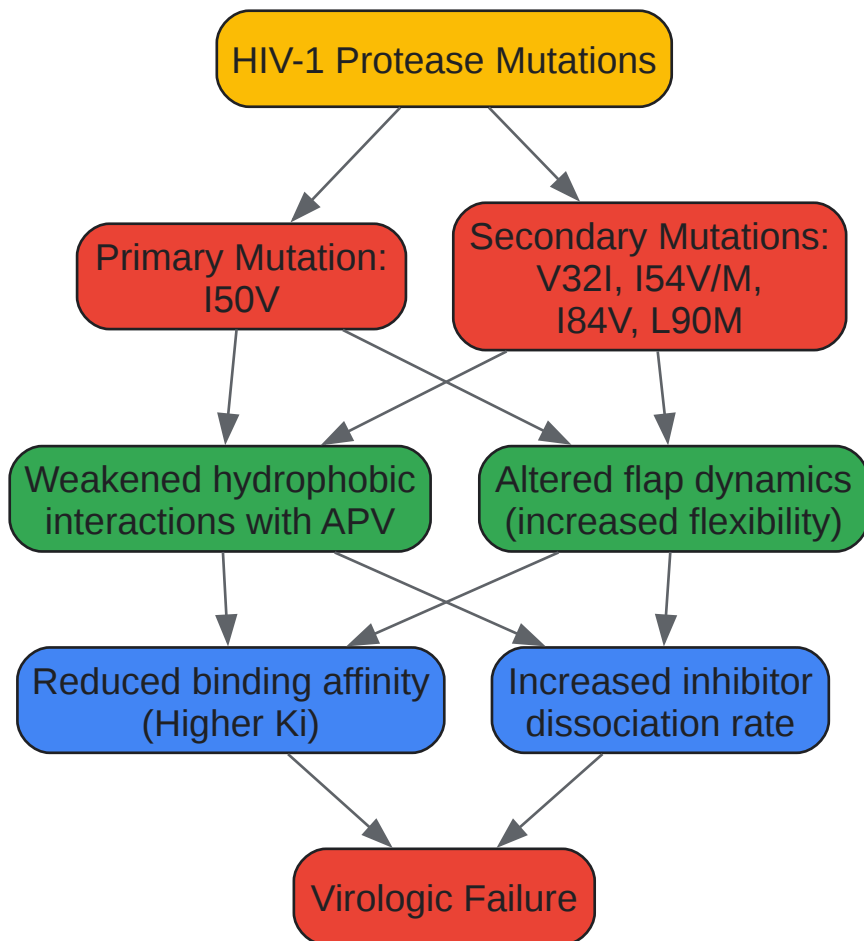 HIV-1 Protease Mutations
Primary Mutation:
I50V
Secondary Mutations:
V32I, I54V/M,
I84V, L90M
Weakened hydrophobic
interactions with APV
Altered flap dynamics
(increased flexibility)
Reduced binding affinity
(Higher Ki)
Increased inhibitor
dissociation rate
Virologic Failure